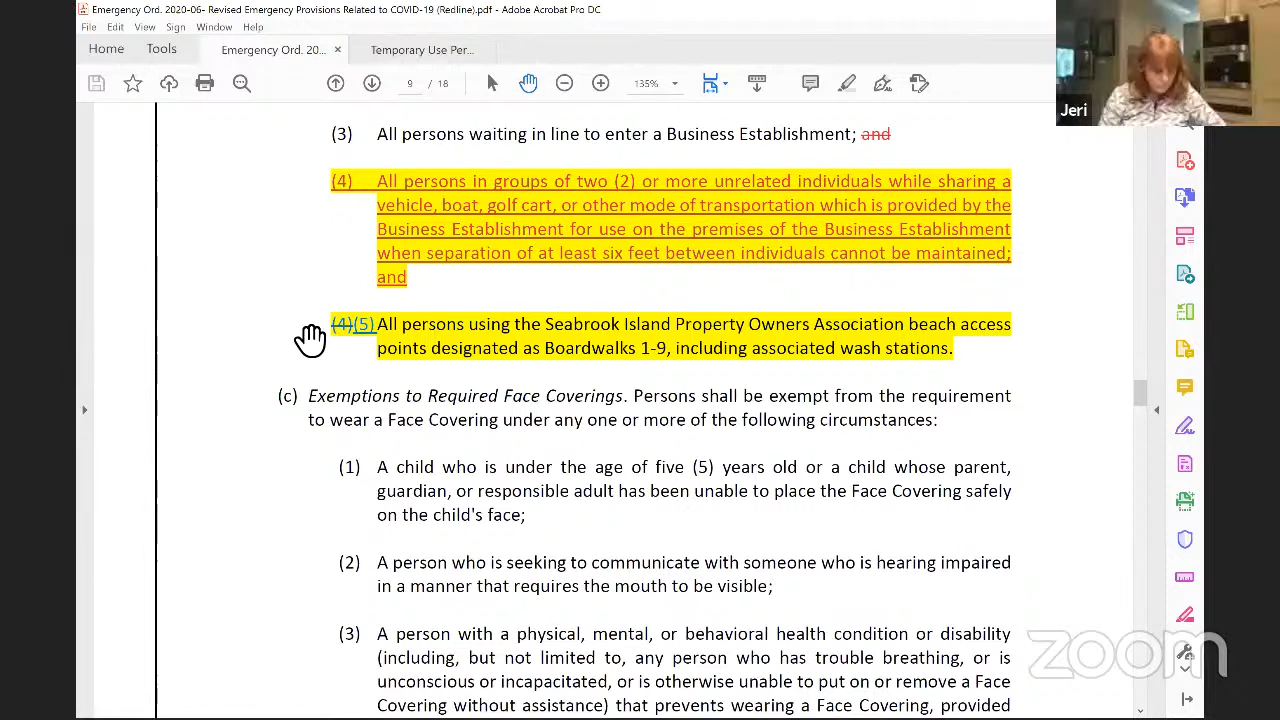 Emergency Ord. 2020-06- Revised Emergency Provisions Related to COVID-19 (Redline).pdf - Adobe Acrobat Pro DC
File Edit View Sign Window Help
Home Tools Emergency Ord. 20... × Temporary Use Per...
9 / 18 135%
Jeri
(3) All persons waiting in line to enter a Business Establishment; and
(4) All persons in groups of two (2) or more unrelated individuals while sharing a
vehicle, boat, golf cart, or other mode of transportation which is provided by the
Business Establishment for use on the premises of the Business Establishment
when separation of at least six feet between individuals cannot be maintained;
and
(4)(5) All persons using the Seabrook Island Property Owners Association beach access
points designated as Boardwalks 1-9, including associated wash stations.
(c) Exemptions to Required Face Coverings. Persons shall be exempt from the requirement
to wear a Face Covering under any one or more of the following circumstances:
(1) A child who is under the age of five (5) years old or a child whose parent,
guardian, or responsible adult has been unable to place the Face Covering safely
on the child's face;
(2) A person who is seeking to communicate with someone who is hearing impaired
in a manner that requires the mouth to be visible;
(3) A person with a physical, mental, or behavioral health condition or disability
(including, but not limited to, any person who has trouble breathing, or is
unconscious or incapacitated, or is otherwise unable to put on or remove a Face
Covering without assistance) that prevents wearing a Face Covering, provided
zoom